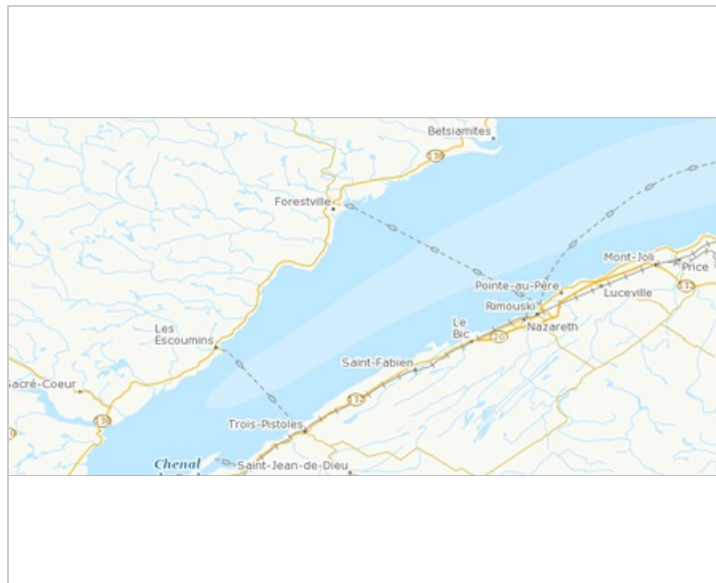 Betsiamites
138
Forestville
Mont-Joli
Price
Pointe-au-Père
132
Luceville
Rimouski
Les
Escoumins
Le
Bic
Nazareth
20
Saint-Fabien
Sacré-Coeur
132
138
Trois-Pistoles
Chenal
Saint-Jean-de-Dieu